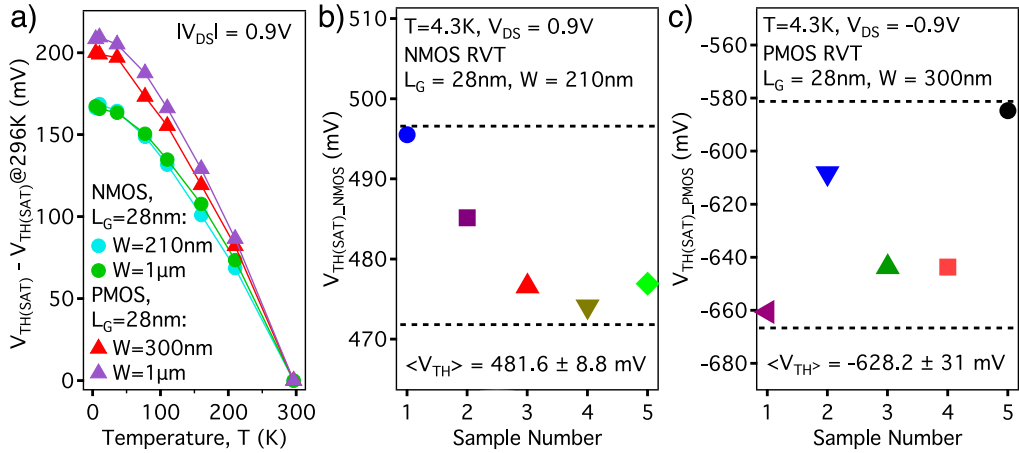 a)
|V_DS| = 0.9V
V_TH(SAT) - V_TH(SAT)@296K (mV)
200
150
100
50
0
NMOS,
L_G=28nm:
W=210nm
W=1µm
PMOS,
L_G=28nm:
W=300nm
W=1µm
0 50 100 150 200 250 300
Temperature, T (K)
b)
T=4.3K, V_DS = 0.9V
NMOS RVT
L_G = 28nm, W = 210nm
V_TH(SAT)_NMOS (mV)
510
500
490
480
470
<V_TH> = 481.6 ± 8.8 mV
1 2 3 4 5
Sample Number
c)
T=4.3K, V_DS = -0.9V
PMOS RVT
L_G = 28nm, W = 300nm
V_TH(SAT)_PMOS (mV)
-560
-580
-600
-620
-640
-660
-680
<V_TH> = -628.2 ± 31 mV
1 2 3 4 5
Sample Number